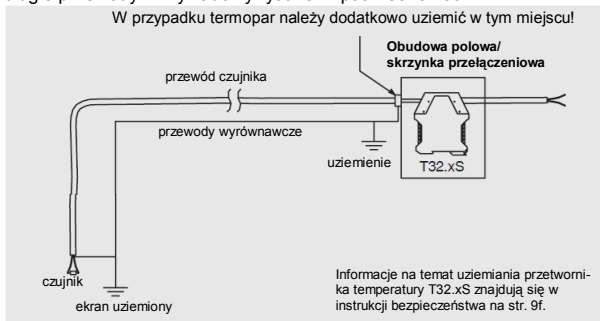 W przypadku termopar należy dodatkowo uziemić w tym miejscu!
Obudowa polowa/
skrzynka przełączeniowa
przewód czujnika
przewody wyrównawcze
uziemienie
T32.xS
czujnik
ekran uziemiony
Informacje na temat uziemiania przetworni-
ka temperatury T32.xS znajdują się w
instrukcji bezpieczeństwa na str. 9f.